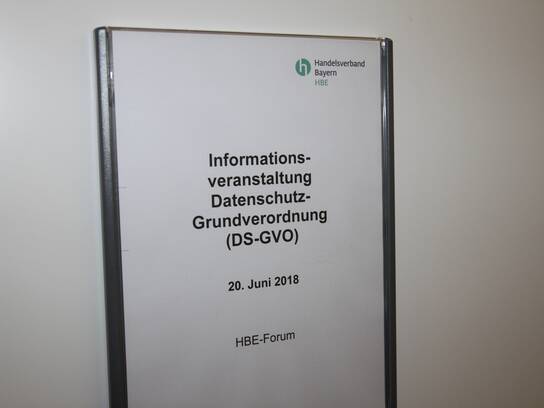 Handelsverband
Bayern
HBE
Informations-
veranstaltung
Datenschutz-
Grundverordnung
(DS-GVO)
20. Juni 2018
HBE-Forum